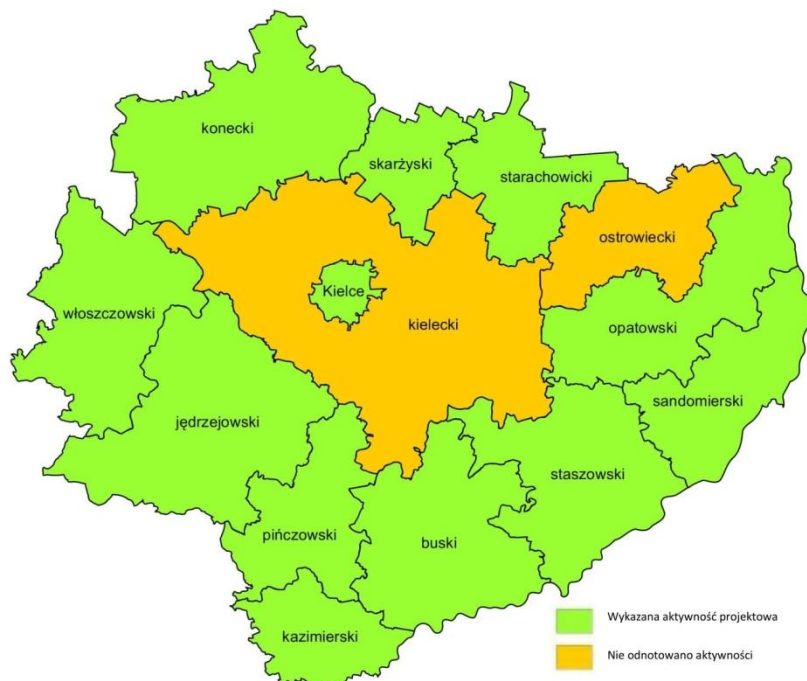 konecki
skarżyski
starachowicki
ostrowiecki
Kielce
włoszczowski
kielecki
opatowski
sandomierski
jędrzejowski
staszowski
pińczowski
buski
kazimierski
Wykazana aktywność projektowa
Nie odnotowano aktywności